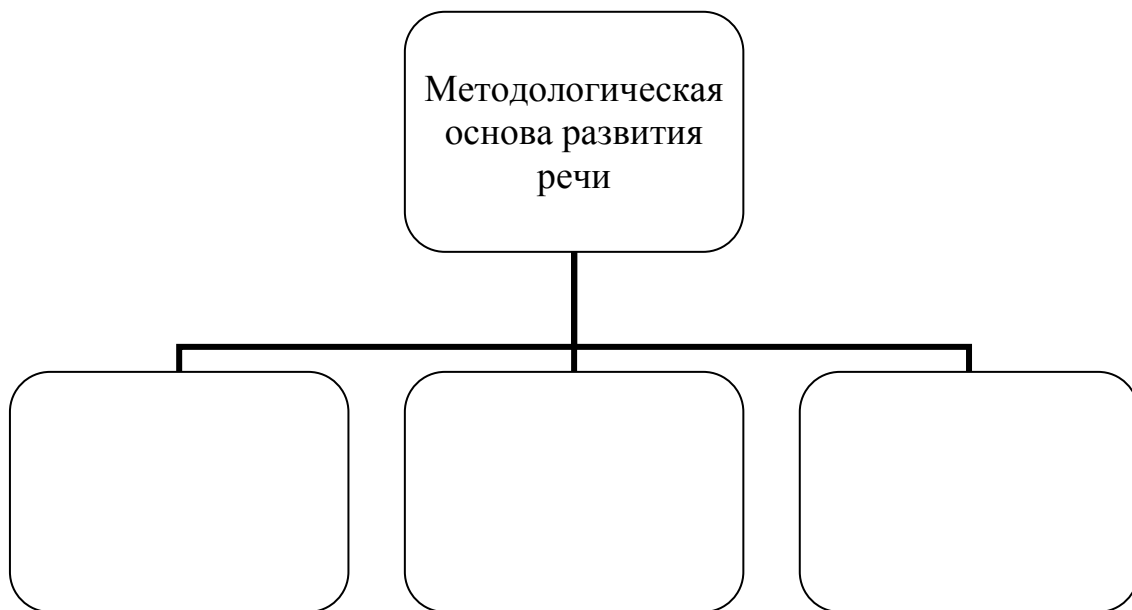 Методологическая
основа развития
речи